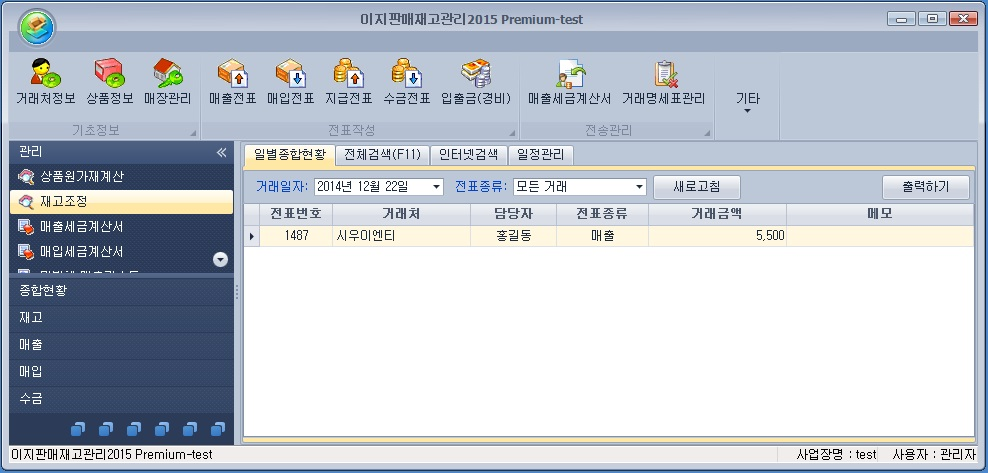 이지판매재고관리2015 Premium-test
거래처정보 상품정보 매장관리 매출전표 매입전표 지급전표 수금전표 입출금(경비) 매출세금계산서 거래명세표관리 기타
기초정보 전표작성 전송관리
관리
상품원가재계산
재고조정
매출세금계산서
매입세금계산서
종합현황
재고
매출
매입
수금
일별종합현황 전체검색(F11) 인터넷검색 일정관리
거래일자: 2014년 12월 22일 전표종류: 모든 거래 새로고침 출력하기
전표번호 거래처 담당자 전표종류 거래금액 메모
1487 시우이엔티 홍길동 매출 5,500
이지판매재고관리2015 Premium-test 사업장명 : test 사용자 : 관리자